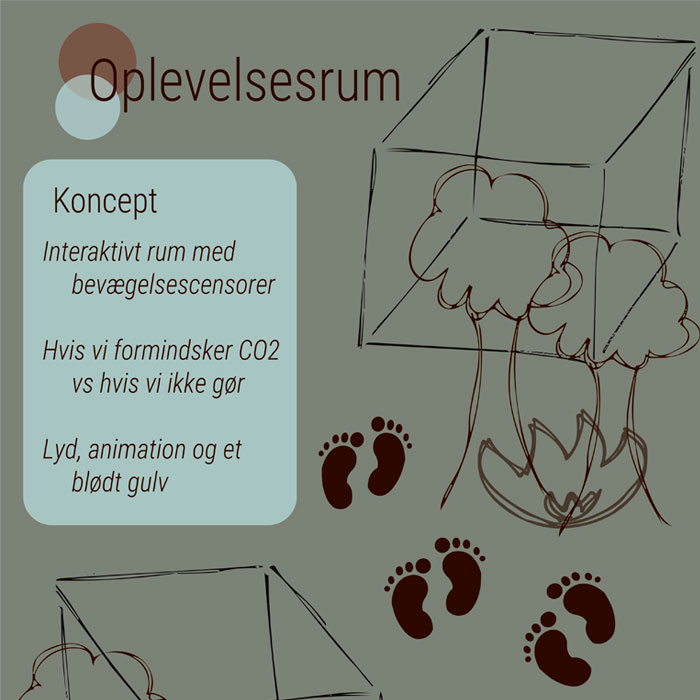 Oplevelsesrum
Koncept
Interaktivt rum med
bevægelsescensorer
Hvis vi formindsker CO2
vs hvis vi ikke gør
Lyd, animation og et
blødt gulv